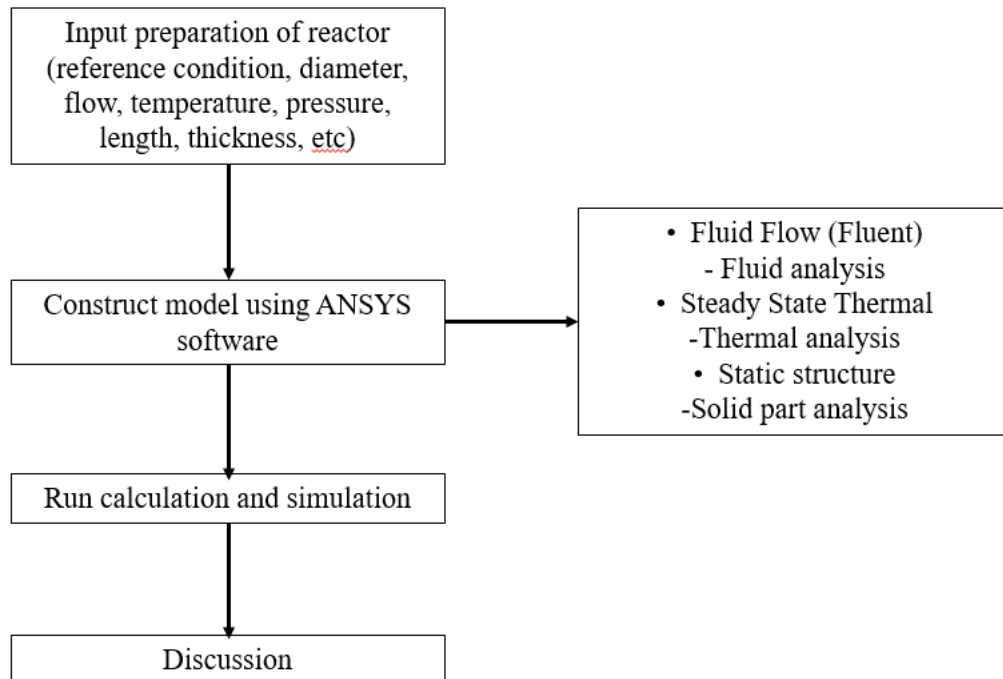 Input preparation of reactor
(reference condition, diameter,
flow, temperature, pressure,
length, thickness, etc)
Construct model using ANSYS
software
• Fluid Flow (Fluent)
- Fluid analysis
• Steady State Thermal
-Thermal analysis
• Static structure
-Solid part analysis
Run calculation and simulation
Discussion